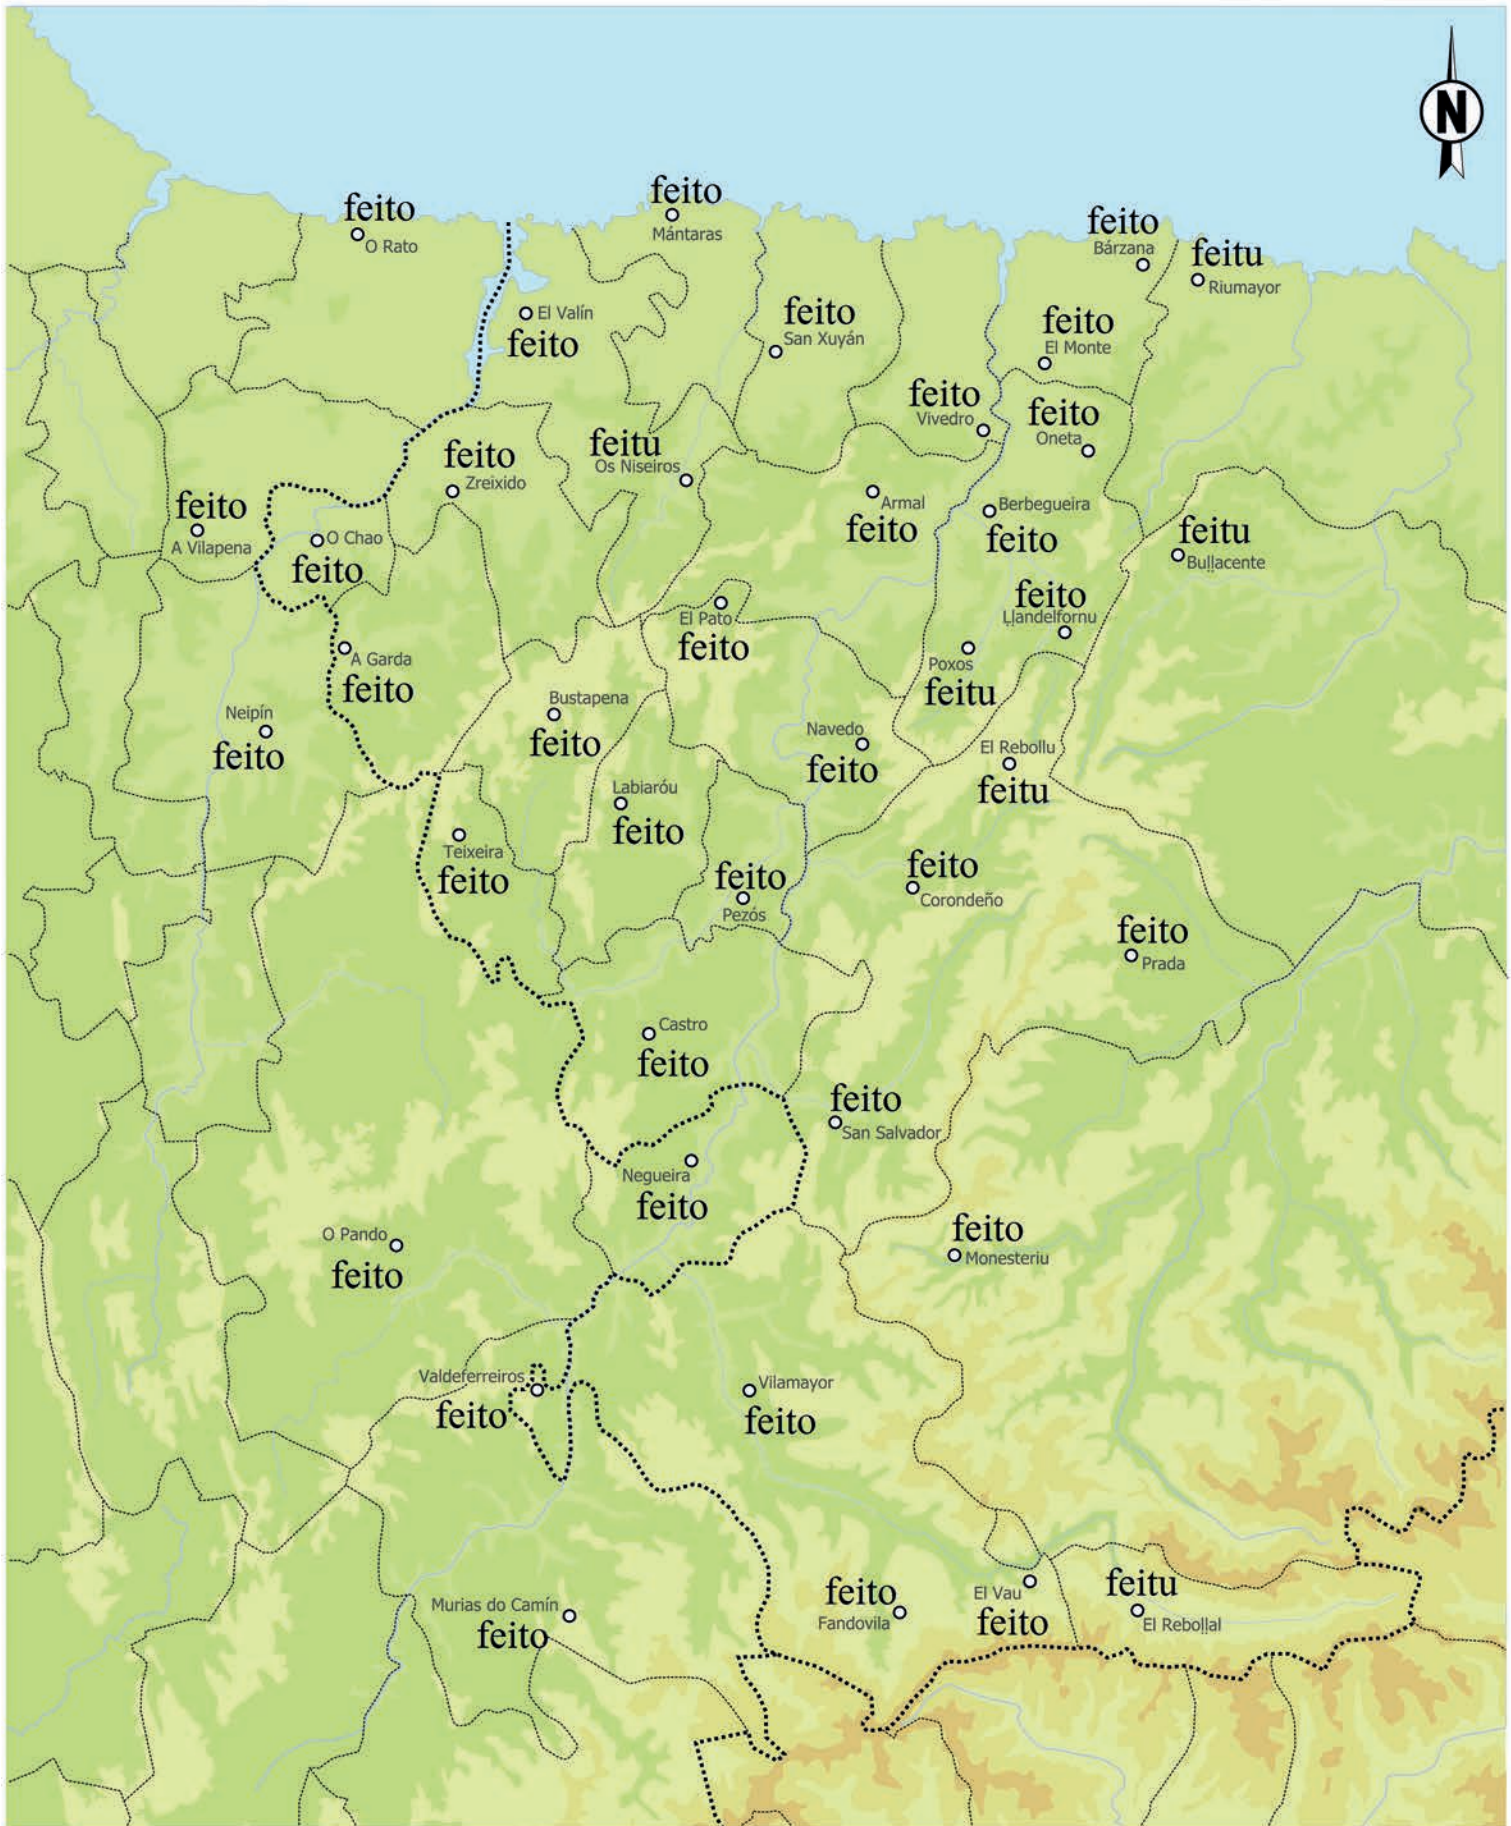 N
feito
O Rato
feito
Mántaras
feito
Bárzana
feitu
Riumayor
El Valín
feito
feito
San Xuyán
feito
El Monte
feito
Vivedro
feito
Oneta
feito
Zreixido
feitu
Os Niseiros
feito
A Vilapena
O Chao
feito
Armal
feito
Berbegueira
feito
feitu
Buḷḷacente
feito
Ḷḷandelfornu
El Pato
feito
A Garda
feito
Poxos
feitu
Neipín
feito
Bustapena
feito
Navedo
feito
El Rebollu
feitu
Labiaróu
feito
Teixeira
feito
feito
Pezós
feito
Corondeño
feito
Prada
Castro
feito
feito
San Salvador
Negueira
feito
O Pando
feito
feito
Monesteriu
Valdeferreiros
feito
Vilamayor
feito
Murias do Camín
feito
feito
Fandovila
El Vau
feito
feitu
El Reboḷḷal